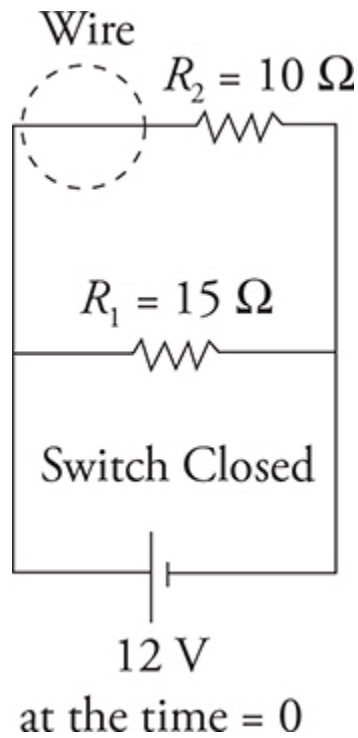 Wire
R₂ = 10 Ω
R₁ = 15 Ω
Switch Closed
12 V
at the time = 0